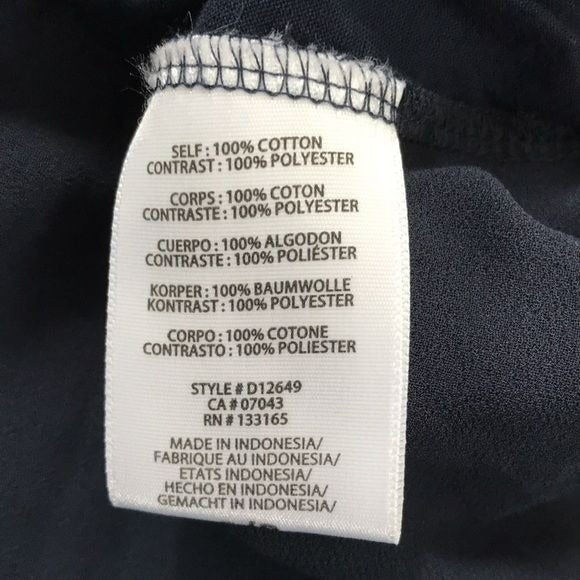 SELF : 100% COTTON
CONTRAST : 100% POLYESTER
CORPS : 100% COTON
CONTRASTE : 100% POLYESTER
CUERPO : 100% ALGODON
CONTRASTE : 100% POLIÉSTER
KORPER : 100% BAUMWOLLE
KONTRAST : 100% POLYESTER
CORPO : 100% COTONE
CONTRASTO : 100% POLIESTER
STYLE # D12649
CA # 07043
RN # 133165
MADE IN INDONESIA/
FABRIQUE AU INDONESIA/
ETATS INDONESIA/
HECHO EN INDONESIA/
GEMACHT IN INDONESIA/